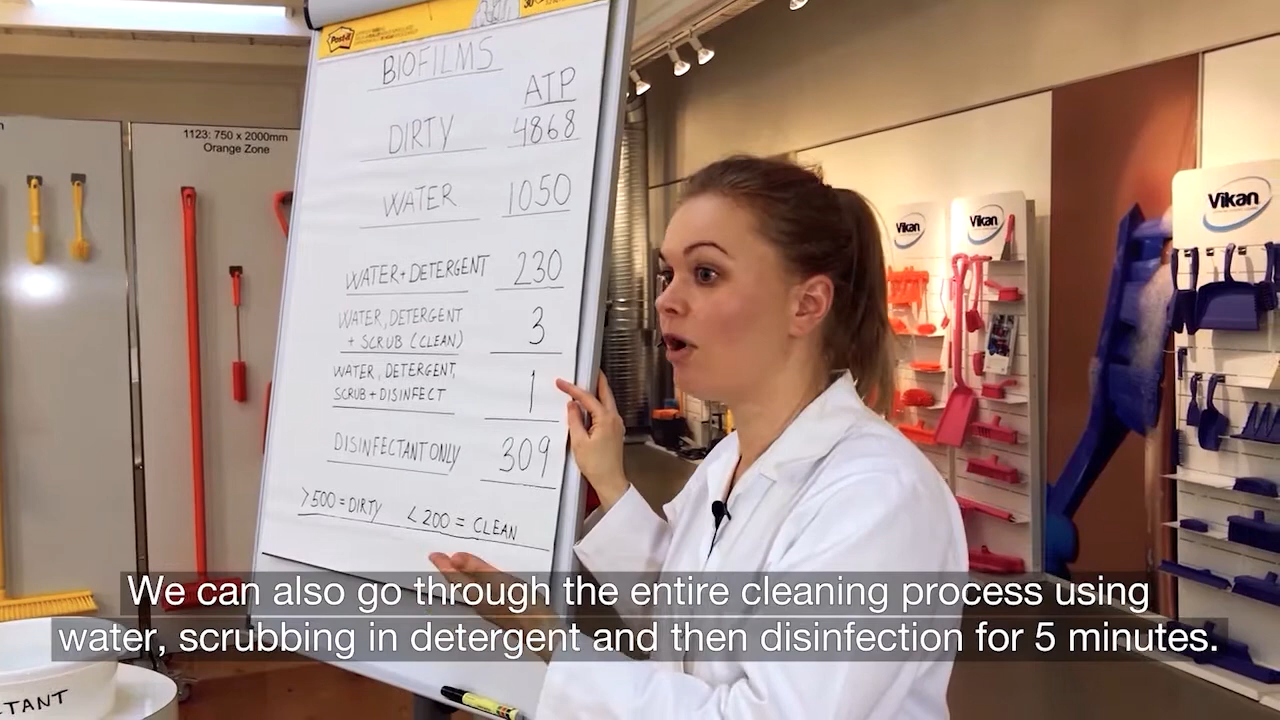 Post-it
BIOFILMS
ATP
DIRTY 4868
WATER 1050
WATER + DETERGENT 230
WATER, DETERGENT
+ SCRUB (CLEAN) 3
WATER, DETERGENT,
SCRUB + DISINFECT 1
DISINFECTANT ONLY 309
>500 = DIRTY <200 = CLEAN
1123: 750 x 2000mm
Orange Zone
Vikan
Vikan
Vikan
TANT
We can also go through the entire cleaning process using
water, scrubbing in detergent and then disinfection for 5 minutes.